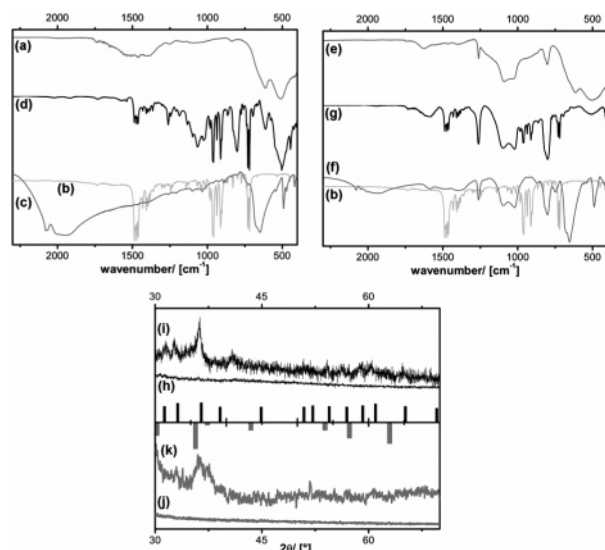 2000 1500 1000 500
2000 1500 1000 500
(a)
(e)
(d)
(g)
(b)
(f)
(c)
(b)
2000 1500 1000 500
2000 1500 1000 500
wavenumber/ [cm⁻¹]
wavenumber/ [cm⁻¹]
30 45 60
(i)
(h)
(k)
(j)
30 45 60
2θ/ [°]